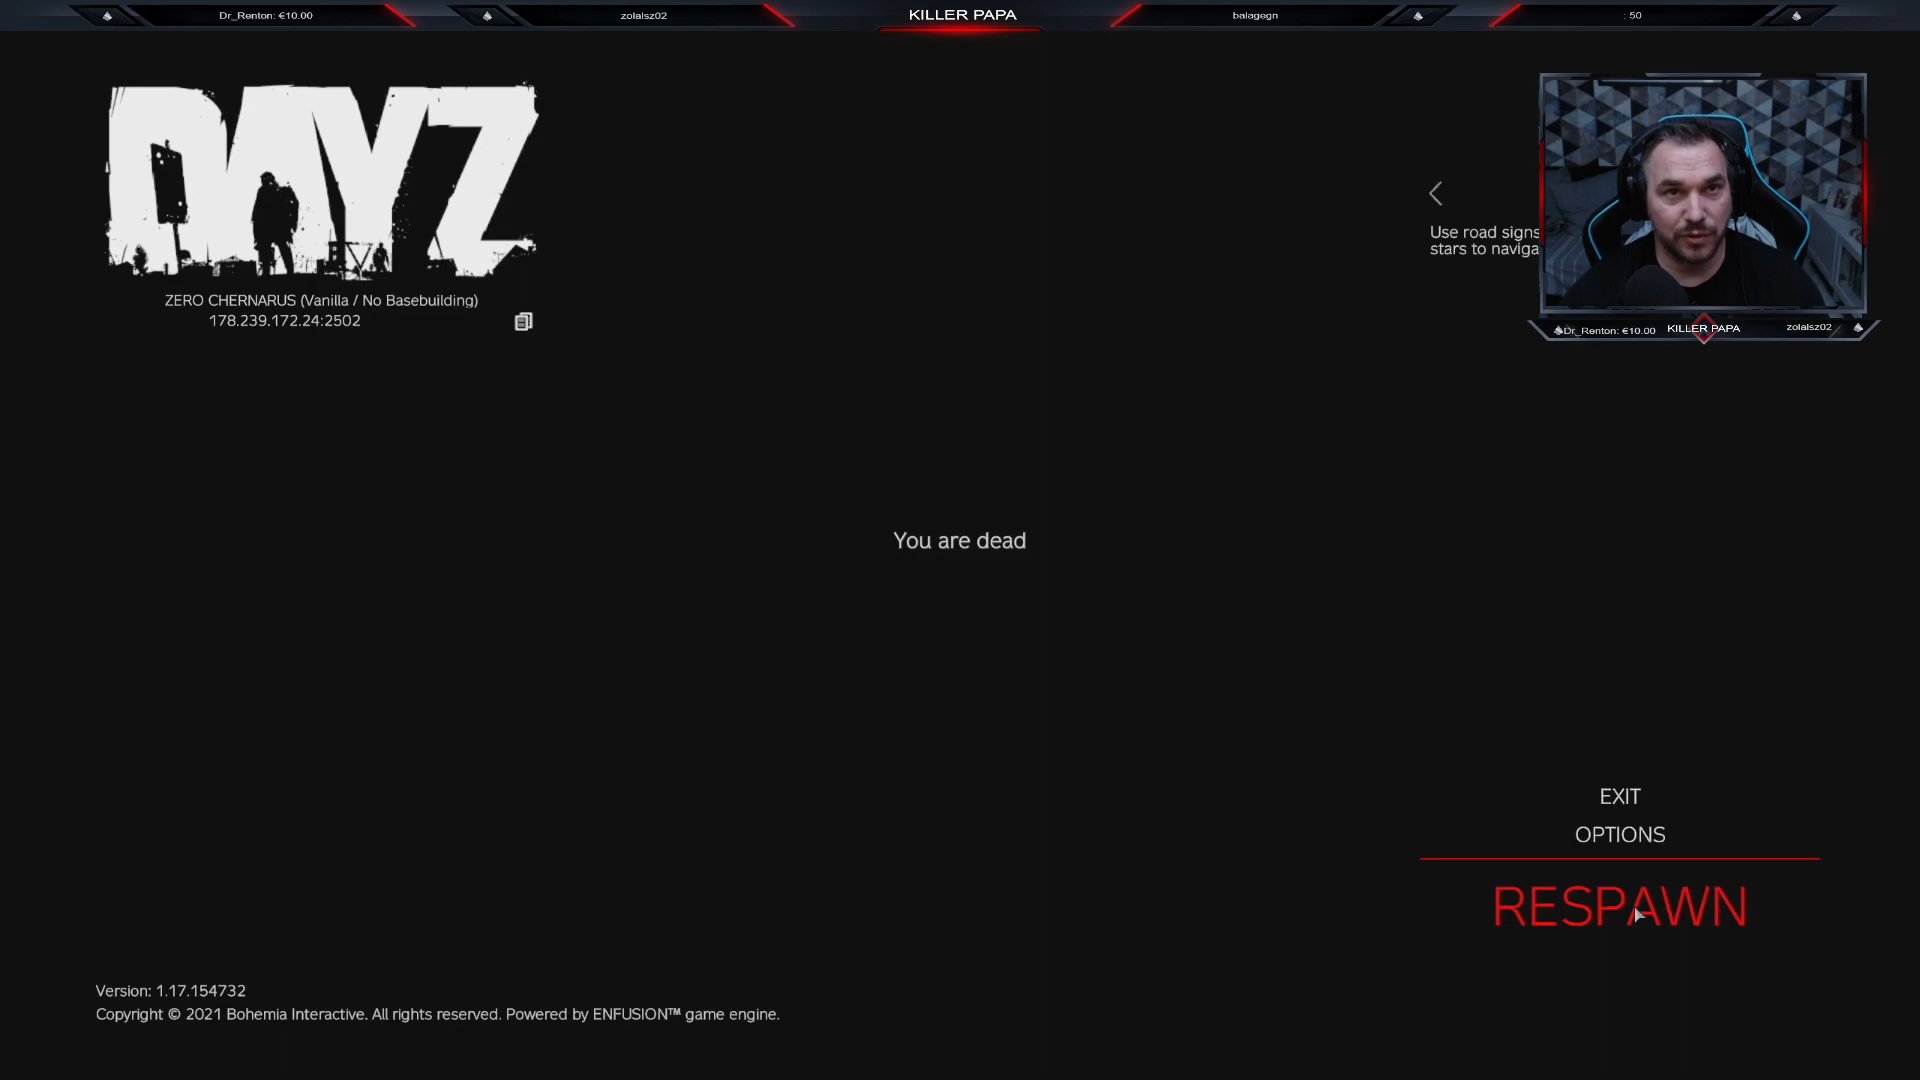 Dr_Renton: €10.00
zolalsz02
KILLER PAPA
balagegn
: 50
DAYZ
ZERO CHERNARUS (Vanilla / No Basebuilding)
178.239.172.24:2502
Use road signs
stars to naviga
Dr_Renton: €10.00
KILLER PAPA
zolalsz02
You are dead
EXIT
OPTIONS
RESPAWN
Version: 1.17.154732
Copyright © 2021 Bohemia Interactive. All rights reserved. Powered by ENFUSION™ game engine.